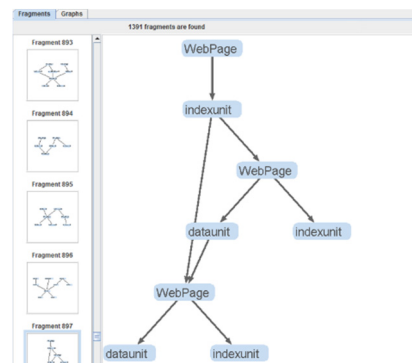 Fragments Graphs
1391 fragments are found
Fragment 893
Fragment 894
Fragment 895
Fragment 896
Fragment 897
WebPage
indexunit
WebPage
dataunit indexunit
WebPage
dataunit indexunit